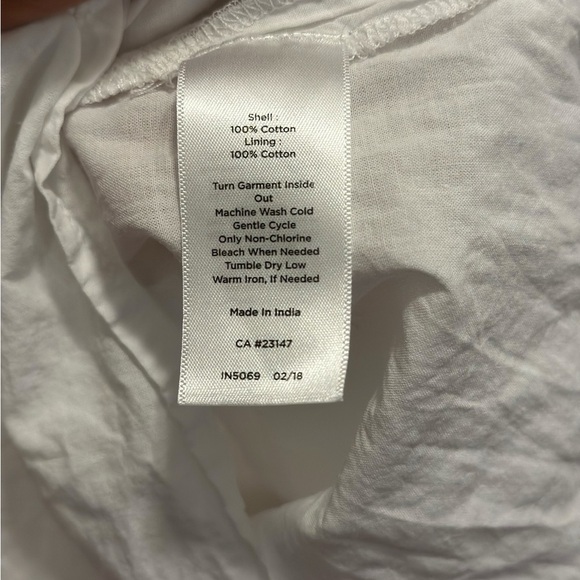 Shell :
100% Cotton
Lining :
100% Cotton
Turn Garment Inside
Out
Machine Wash Cold
Gentle Cycle
Only Non-Chlorine
Bleach When Needed
Tumble Dry Low
Warm Iron, If Needed
Made In India
CA #23147
IN5069 02/18